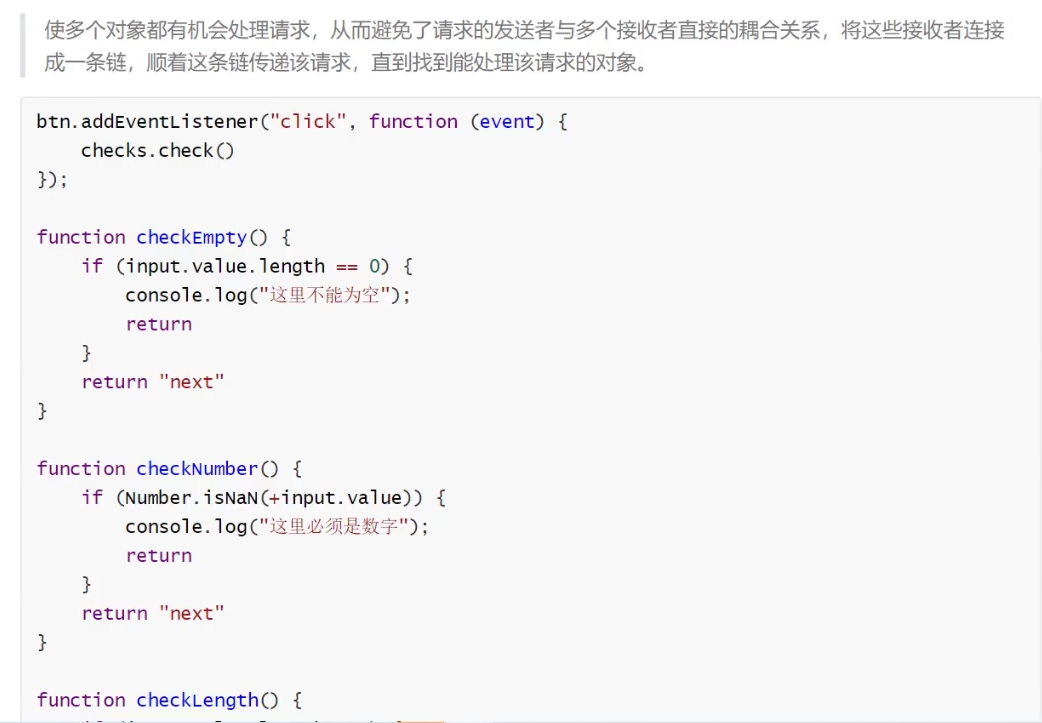 使多个对象都有机会处理请求，从而避免了请求的发送者与多个接收者直接的耦合关系，将这些接收者连接
成一条链，顺着这条链传递该请求，直到找到能处理该请求的对象。
btn.addEventListener("click", function (event) {
    checks.check()
});
function checkEmpty() {
    if (input.value.length == 0) {
        console.log("这里不能为空");
        return
    }
    return "next"
}
function checkNumber() {
    if (Number.isNaN(+input.value)) {
        console.log("这里必须是数字");
        return
    }
    return "next"
}
function checkLength() {